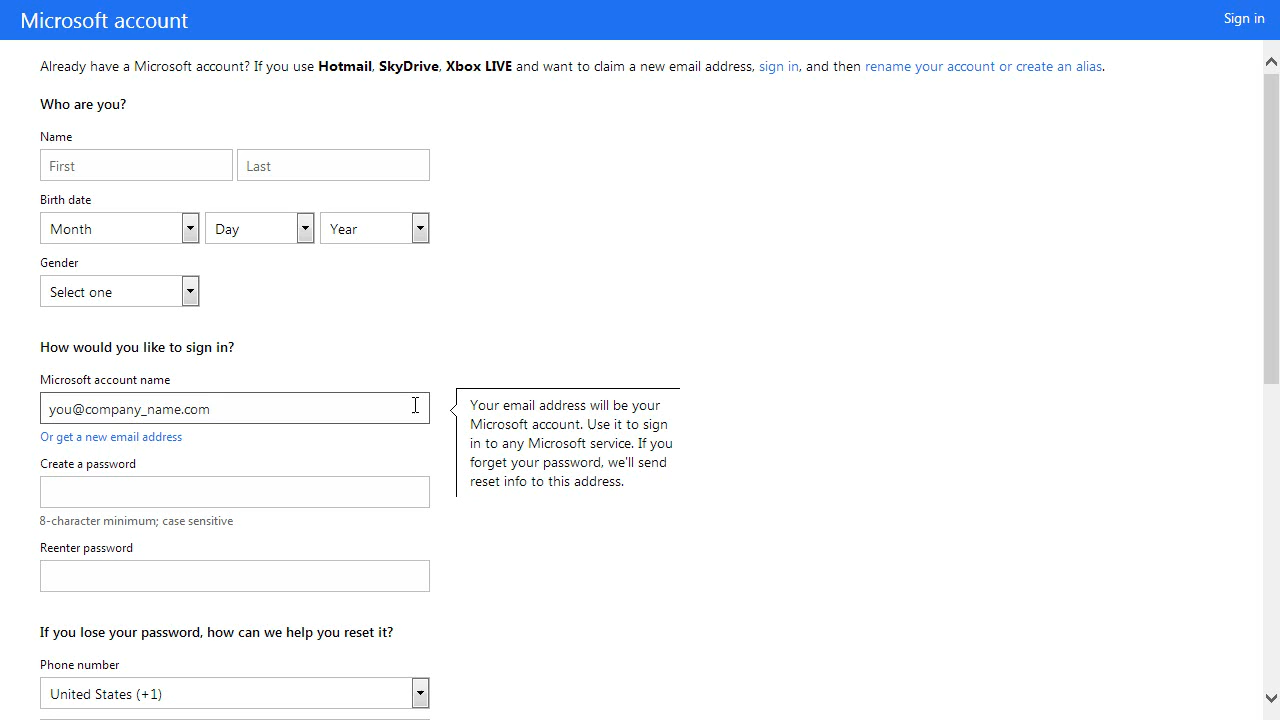 Microsoft account
Sign in
Already have a Microsoft account? If you use Hotmail, SkyDrive, Xbox LIVE and want to claim a new email address, sign in, and then rename your account or create an alias.
Who are you?
Name
First
Last
Birth date
Month
Day
Year
Gender
Select one
How would you like to sign in?
Microsoft account name
you@company_name.com
Or get a new email address
Your email address will be your
Microsoft account. Use it to sign
in to any Microsoft service. If you
forget your password, we'll send
reset info to this address.
Create a password
8-character minimum; case sensitive
Reenter password
If you lose your password, how can we help you reset it?
Phone number
United States (+1)